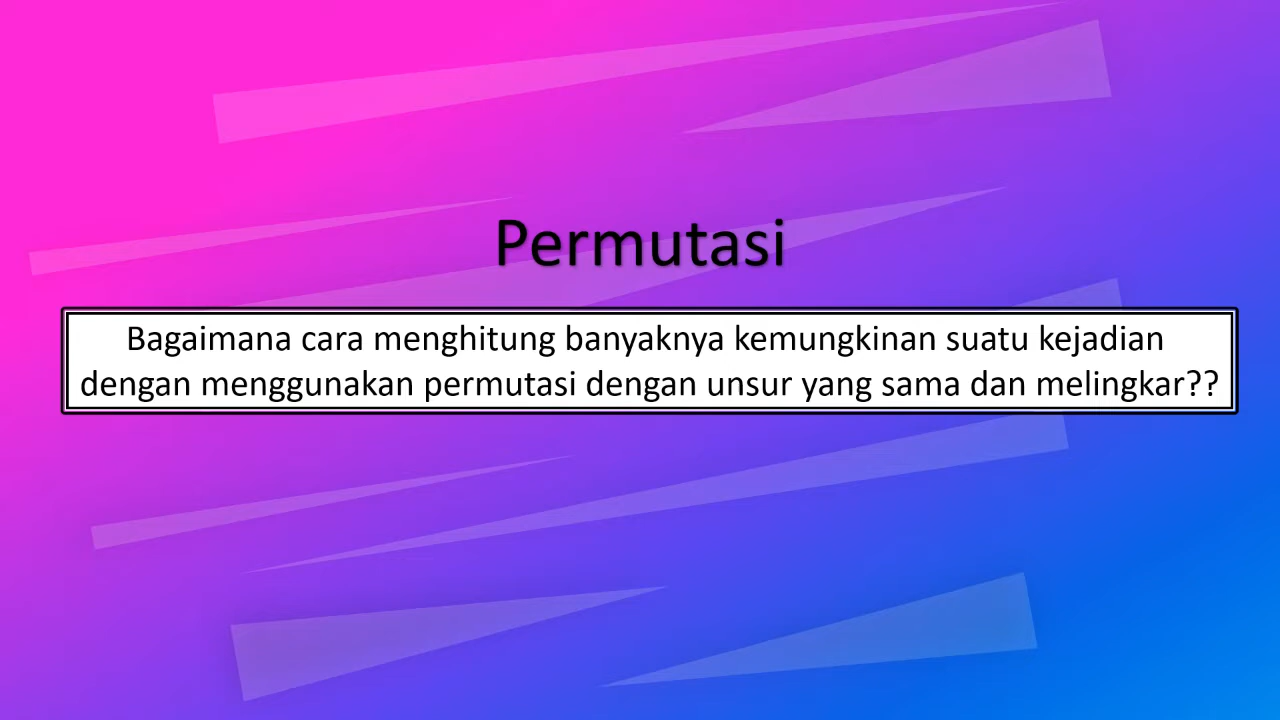 Permutasi
Bagaimana cara menghitung banyaknya kemungkinan suatu kejadian
dengan menggunakan permutasi dengan unsur yang sama dan melingkar??